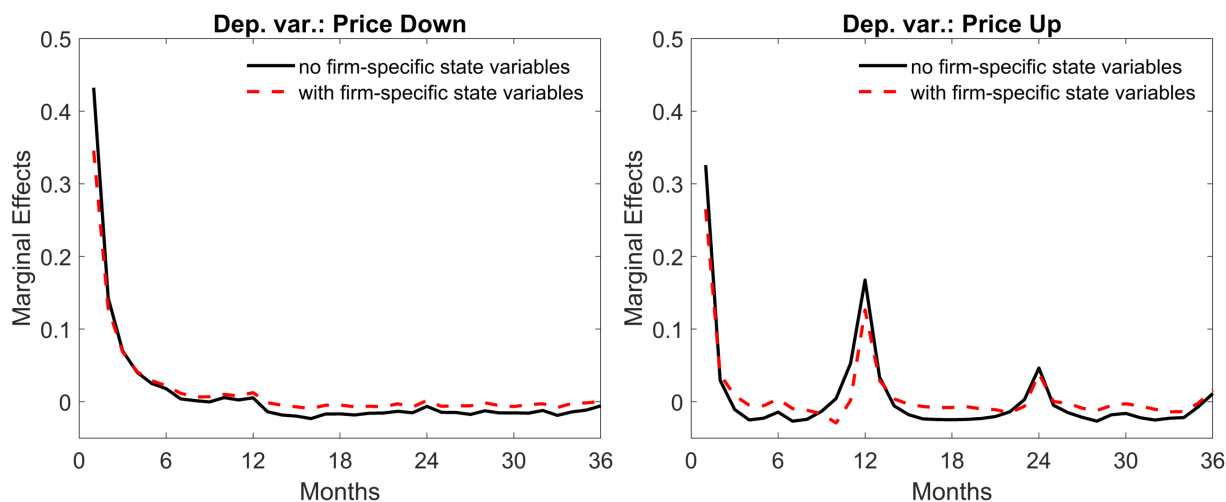 Dep. var.: Price Down
0.5
0.4
0.3
0.2
0.1
0
Marginal Effects
no firm-specific state variables
with firm-specific state variables
0 6 12 18 24 30 36
Months
Dep. var.: Price Up
0.5
0.4
0.3
0.2
0.1
0
Marginal Effects
no firm-specific state variables
with firm-specific state variables
0 6 12 18 24 30 36
Months